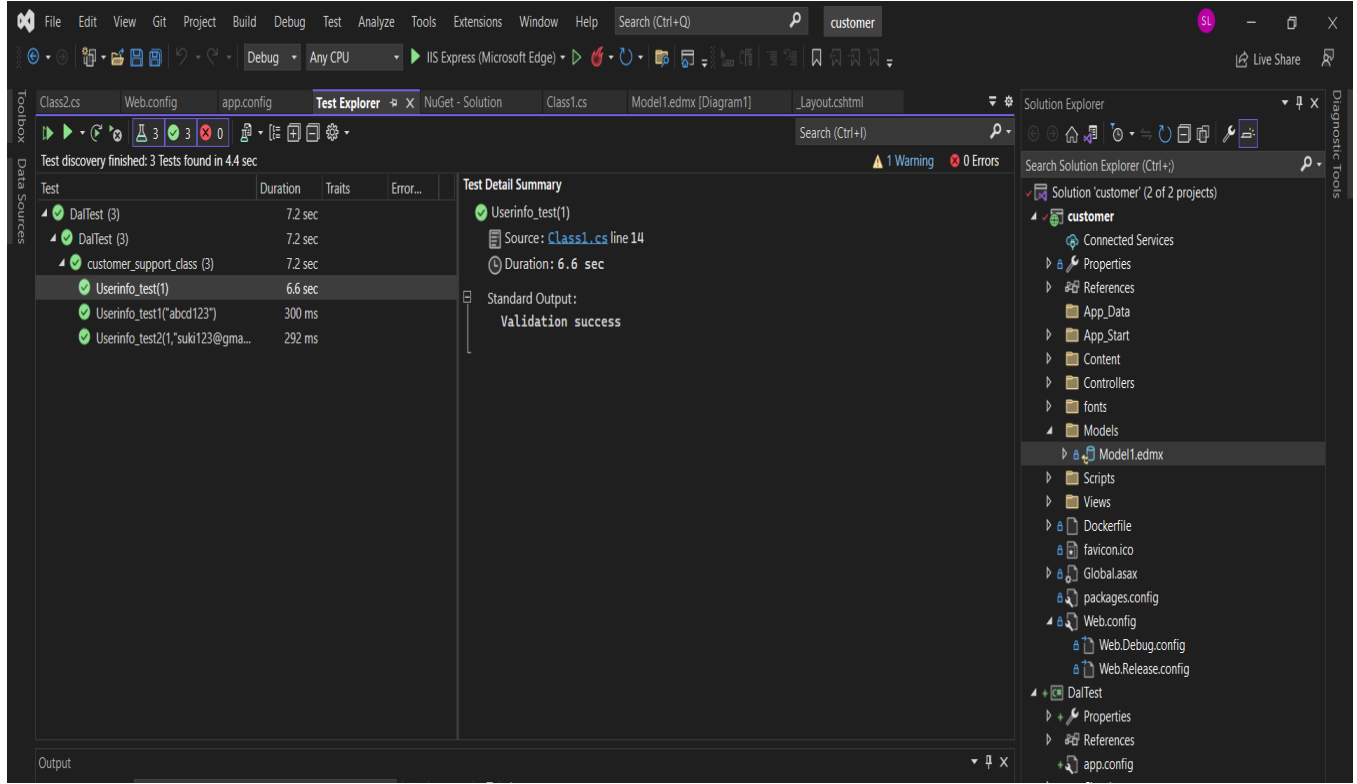 File Edit View Git Project Build Debug Test Analyze Tools Extensions Window Help Search (Ctrl+Q) customer SL
Debug Any CPU IIS Express (Microsoft Edge) Live Share
Toolbox
Data Sources
Class2.cs Web.config app.config Test Explorer NuGet - Solution Class1.cs Model1.edmx [Diagram1] _Layout.cshtml
3 3 0 Search (Ctrl+I)
Test discovery finished: 3 Tests found in 4.4 sec 1 Warning 0 Errors
Test Duration Traits Error...
DalTest (3) 7.2 sec
DalTest (3) 7.2 sec
customer_support_class (3) 7.2 sec
Userinfo_test(1) 6.6 sec
Userinfo_test1("abcd123") 300 ms
Userinfo_test2(1,"suki123@gma... 292 ms
Test Detail Summary
Userinfo_test(1)
Source: Class1.cs line 14
Duration: 6.6 sec
Standard Output:
Validation success
Solution Explorer
Search Solution Explorer (Ctrl+;)
Solution 'customer' (2 of 2 projects)
customer
Connected Services
Properties
References
App_Data
App_Start
Content
Controllers
fonts
Models
Model1.edmx
Scripts
Views
Dockerfile
favicon.ico
Global.asax
packages.config
Web.config
Web.Debug.config
Web.Release.config
DalTest
Properties
References
app.config
Diagnostic Tools
Output